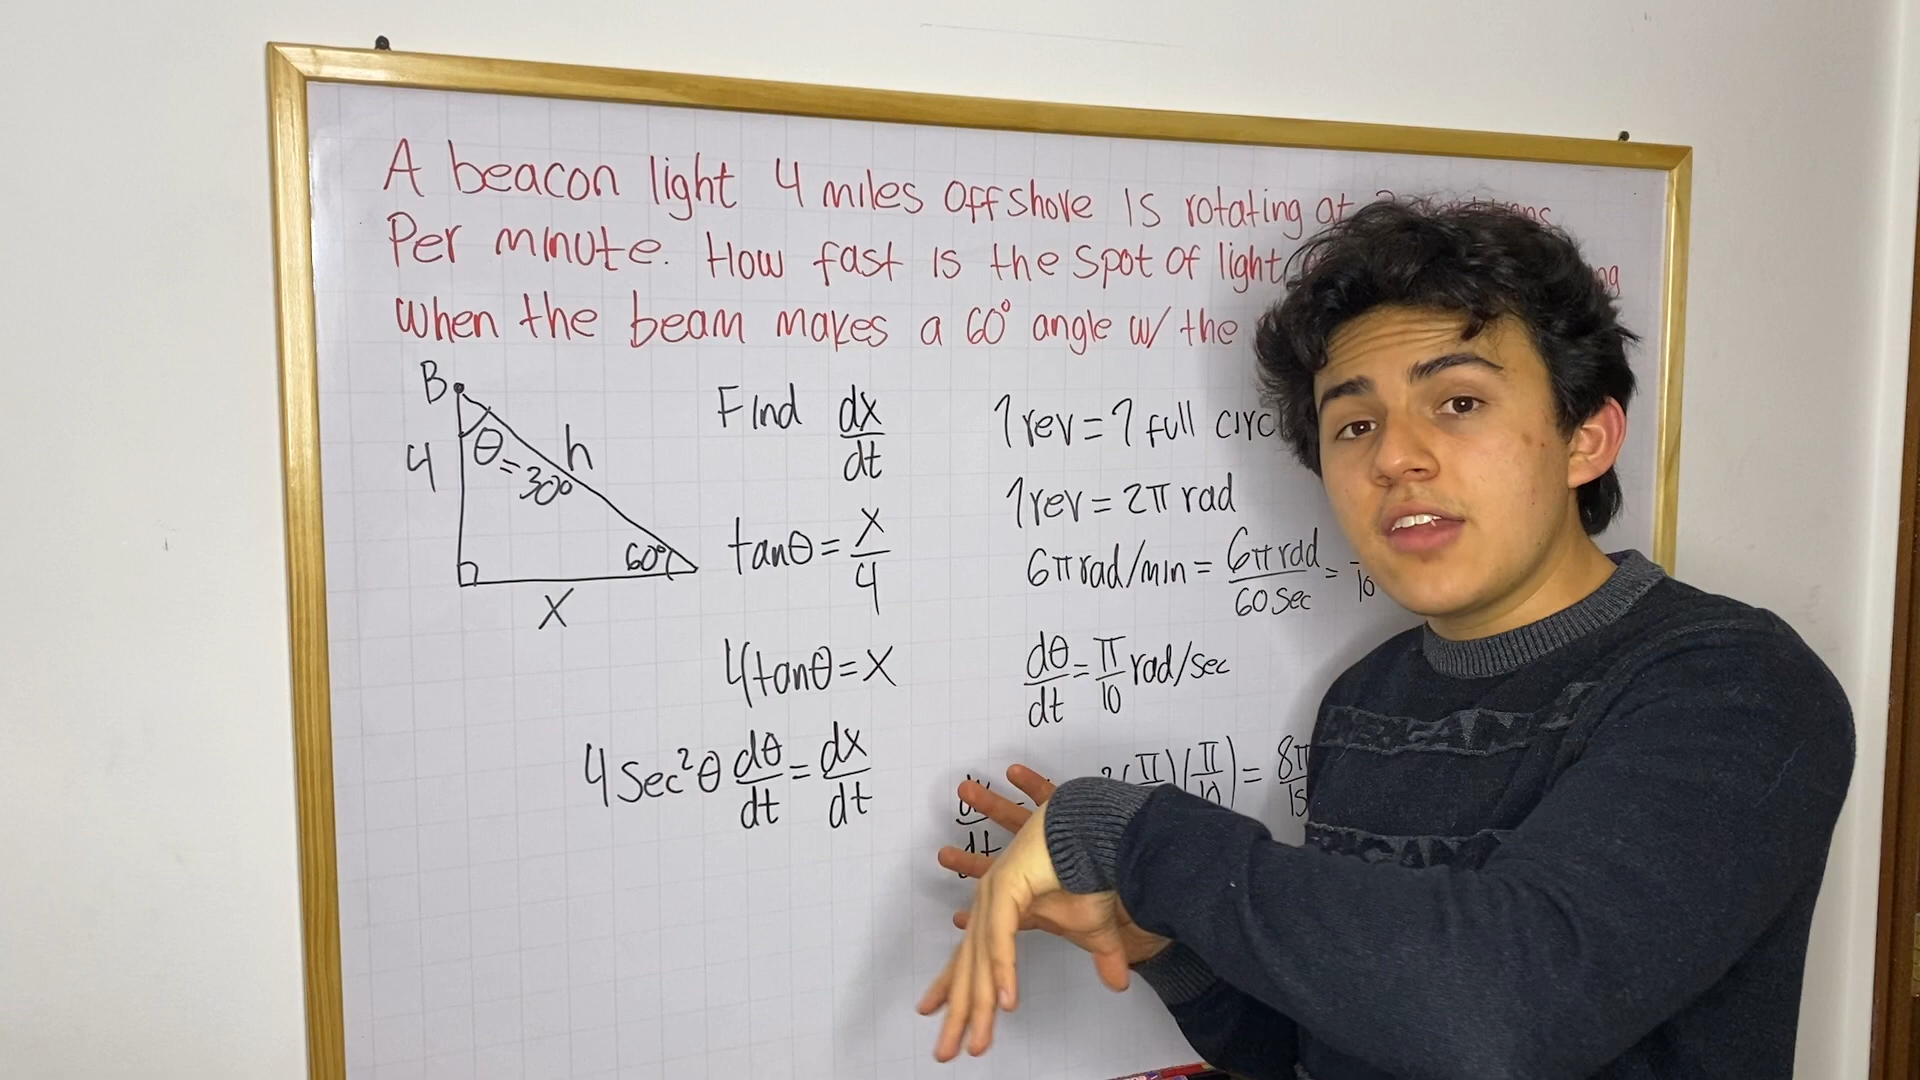 A beacon light 4 miles offshore is rotating at
Per minute. How fast is the spot of light
when the beam makes a 60° angle w/ the
B
4
θ = 30°
h
60°
x
Find dx/dt
tanθ = x/4
4tanθ = x
4 sec²θ dθ/dt = dx/dt
1 rev = 1 full
1 rev = 2π rad
6π rad/min = 6π rad/60 sec =
dθ/dt = π/10 rad/sec
(π/10) = 8π